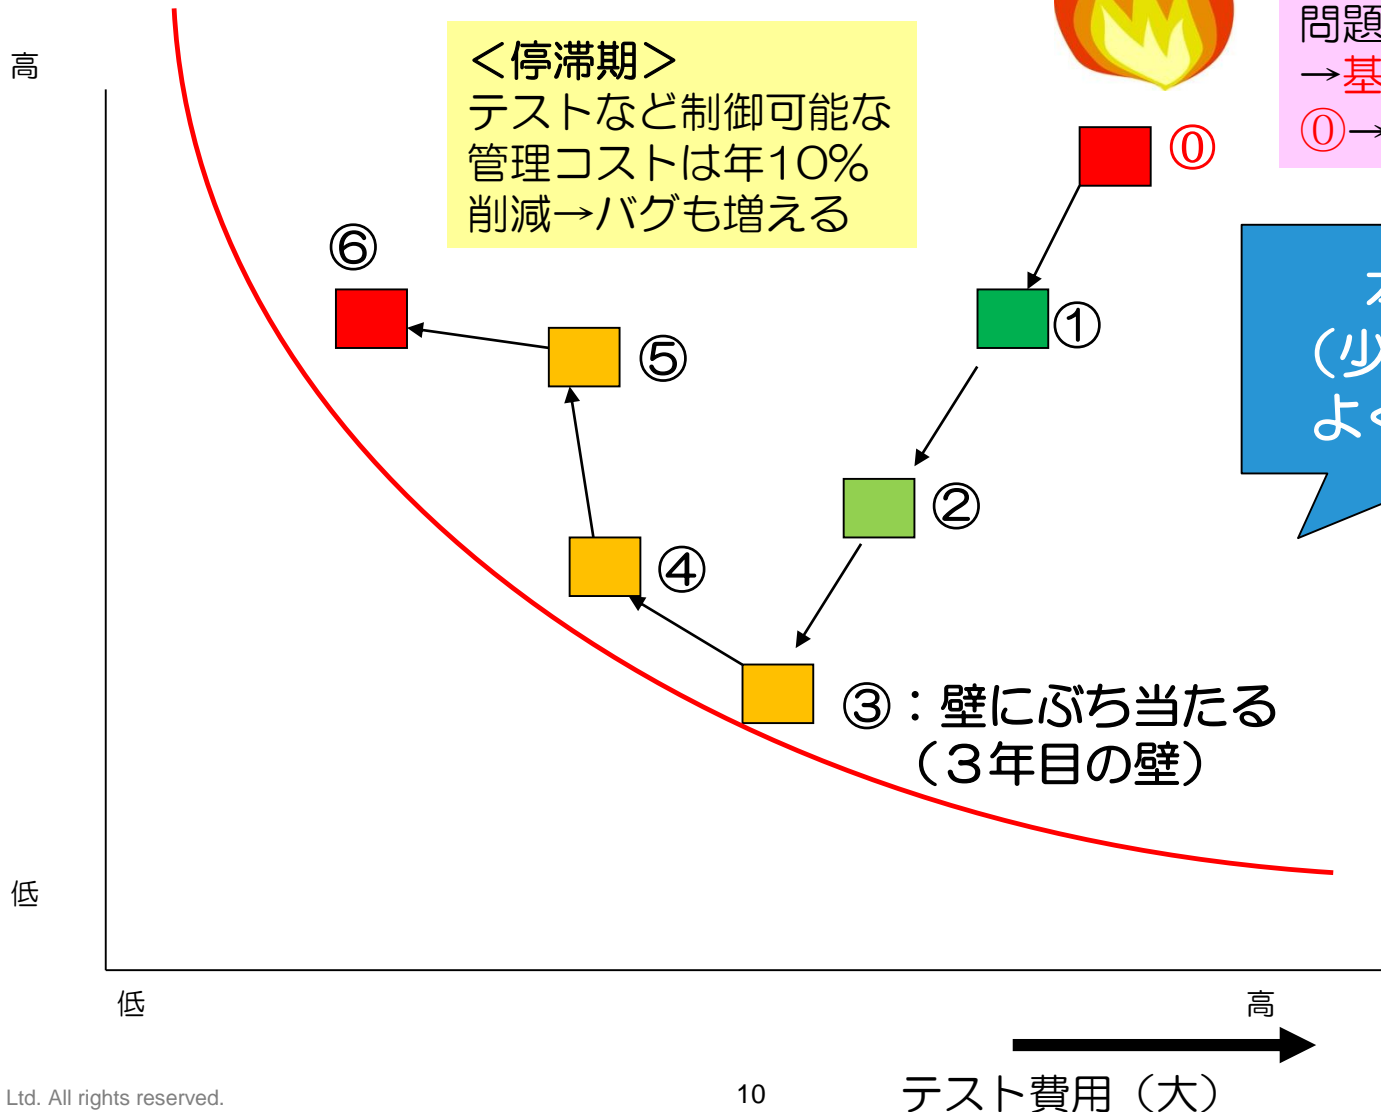 高
＜停滞期＞
テストなど制御可能な
管理コストは年10%
削減→バグも増える
問題
→基
⓪→
⓪
⑥
①
(少
よ
⑤
②
④
③：壁にぶち当たる
（３年目の壁）
低
低
高
テスト費用（大）
Ltd. All rights reserved.
10